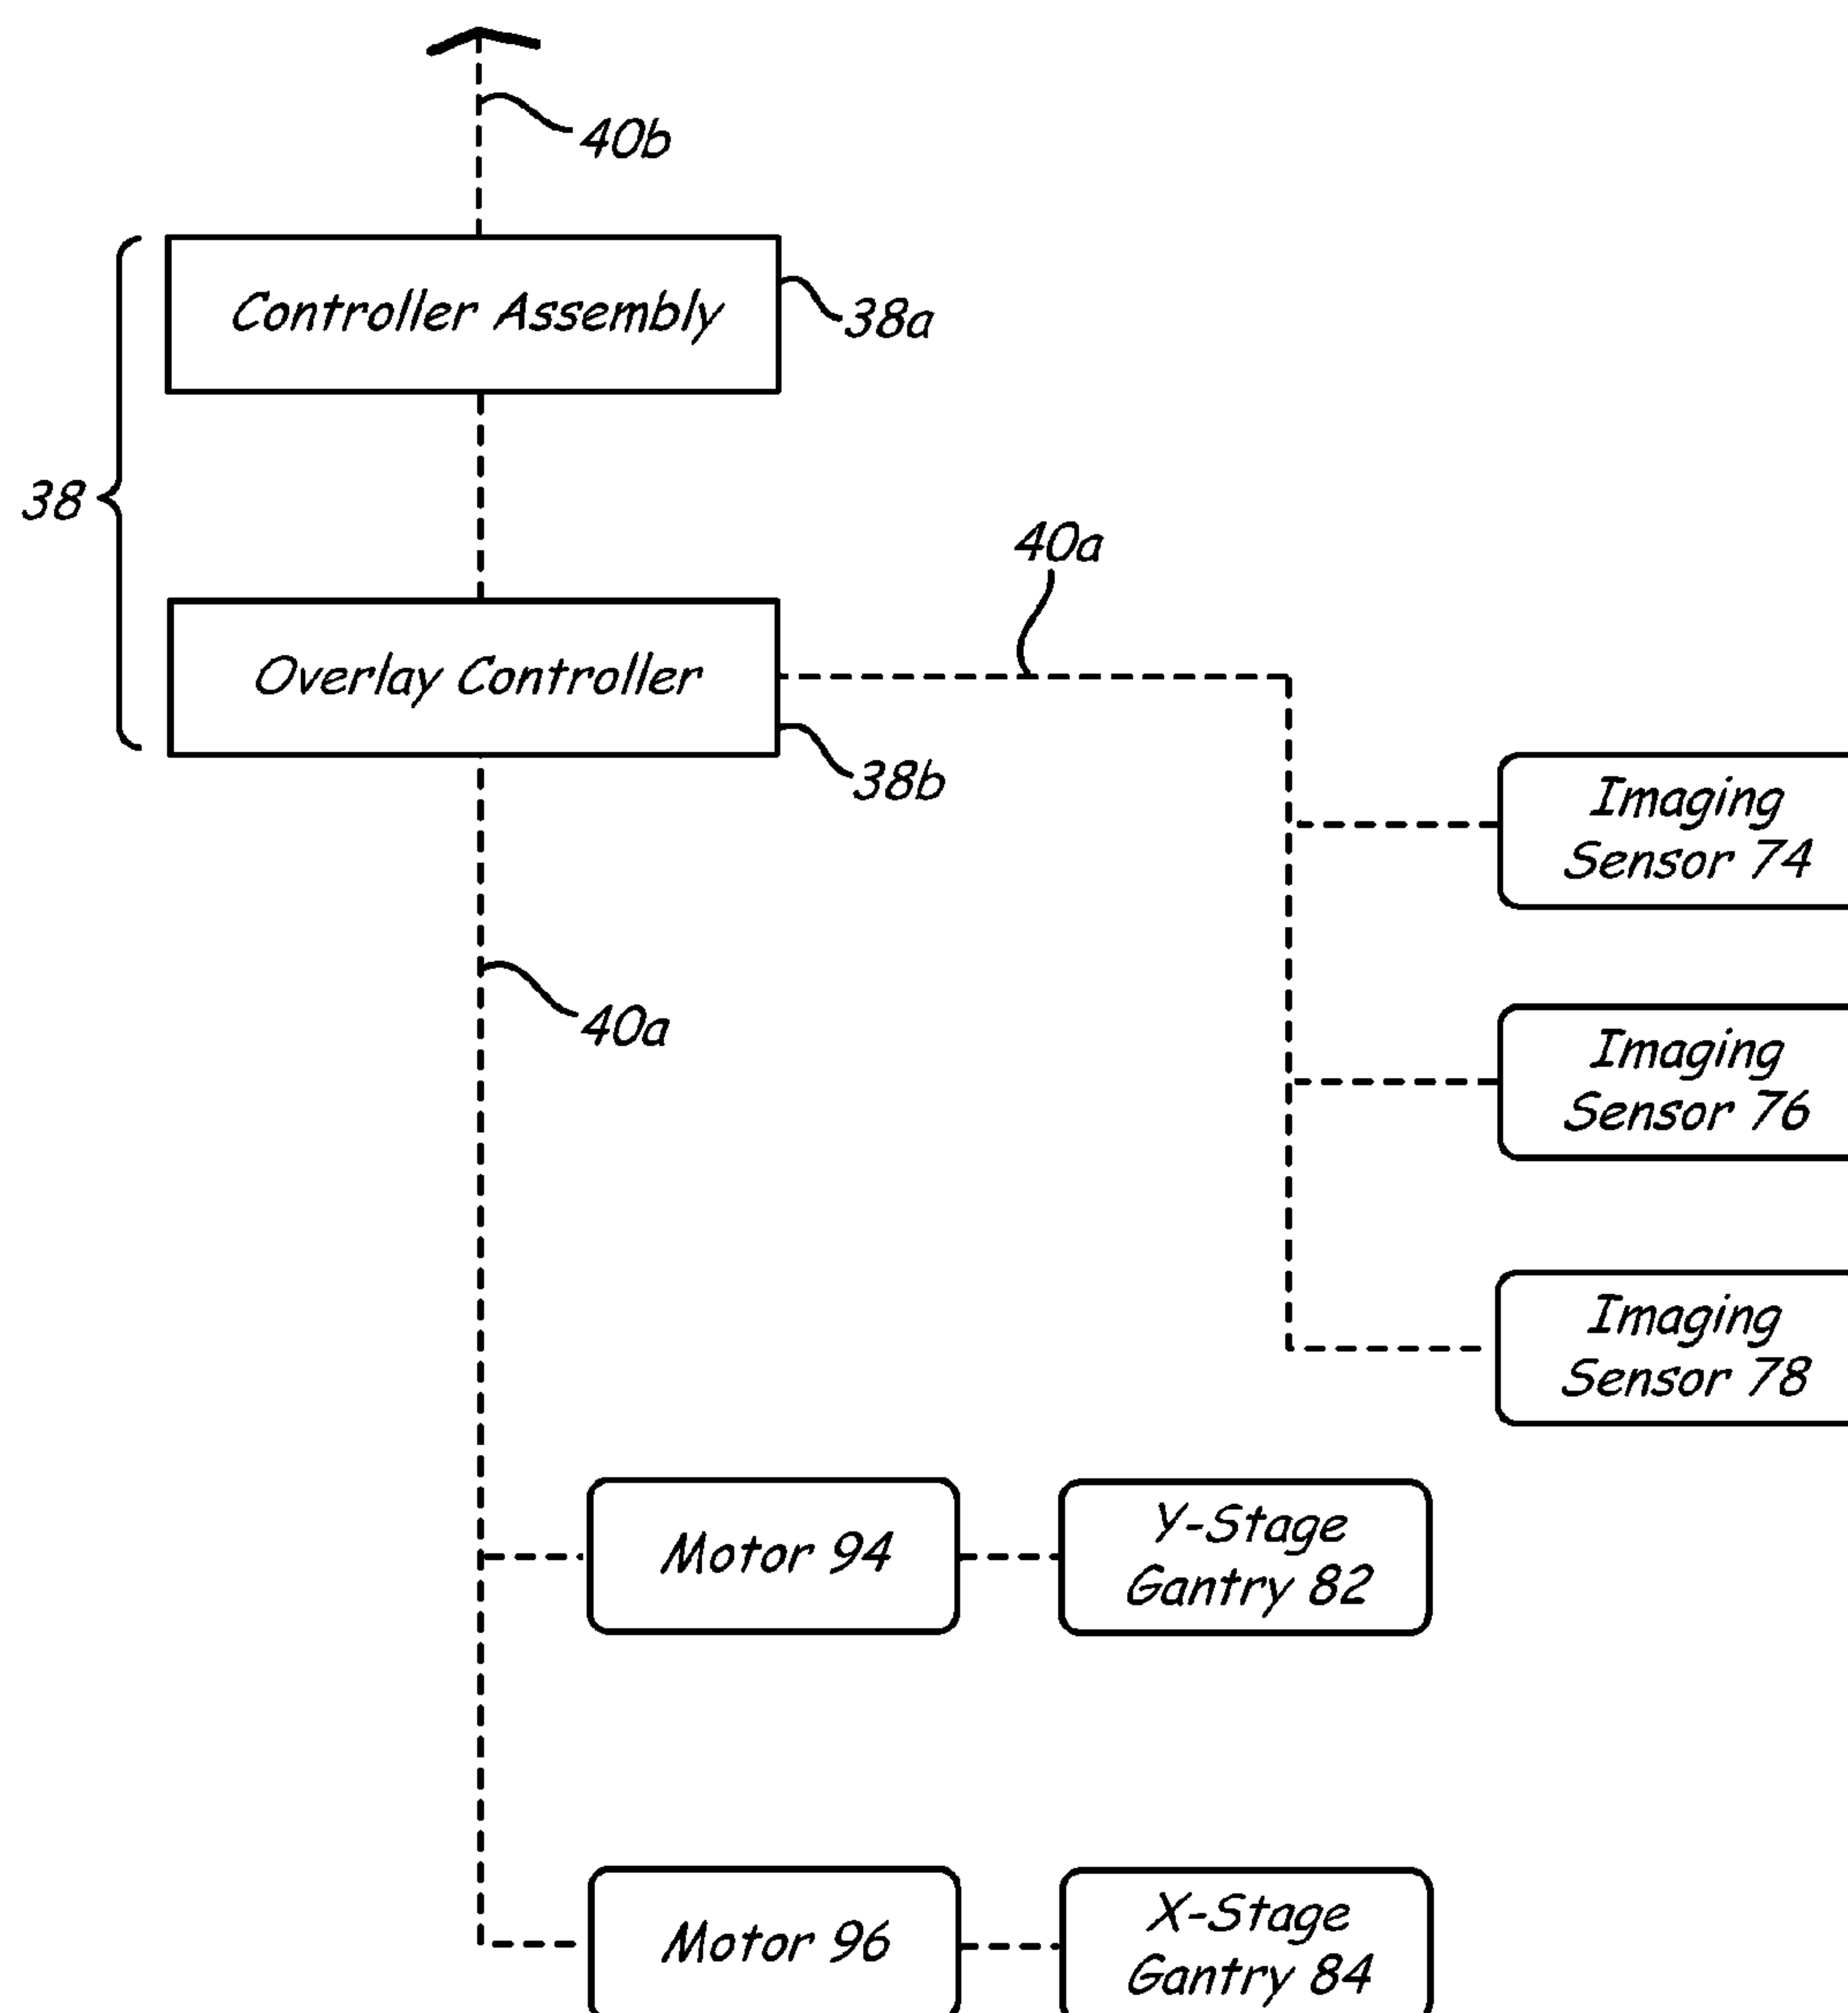 40b
Controller Assembly
38a
38
40a
Overlay Controller
38b
Imaging
Sensor 74
40a
Imaging
Sensor 76
Imaging
Sensor 78
Motor 94
Y-Stage
Gantry 82
Motor 96
X-Stage
Gantry 84